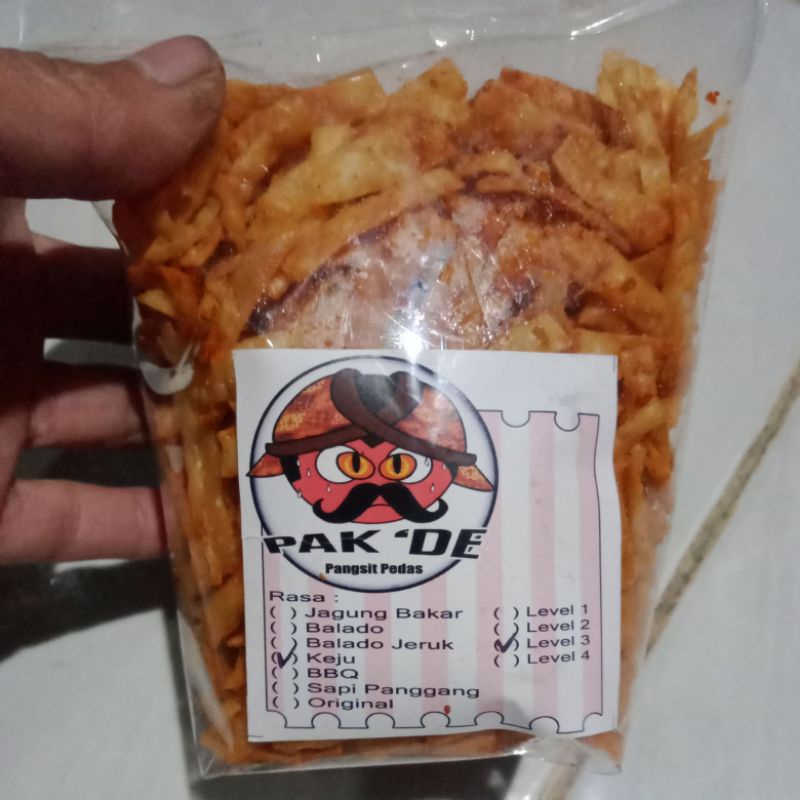 PAK 'DE
Pangsit Pedas
Rasa :
( ) Jagung Bakar ( ) Level 1
( ) Balado ( ) Level 2
( ) Balado Jeruk (✓) Level 3
(✓) Keju ( ) Level 4
( ) BBQ
( ) Sapi Panggang
( ) Original